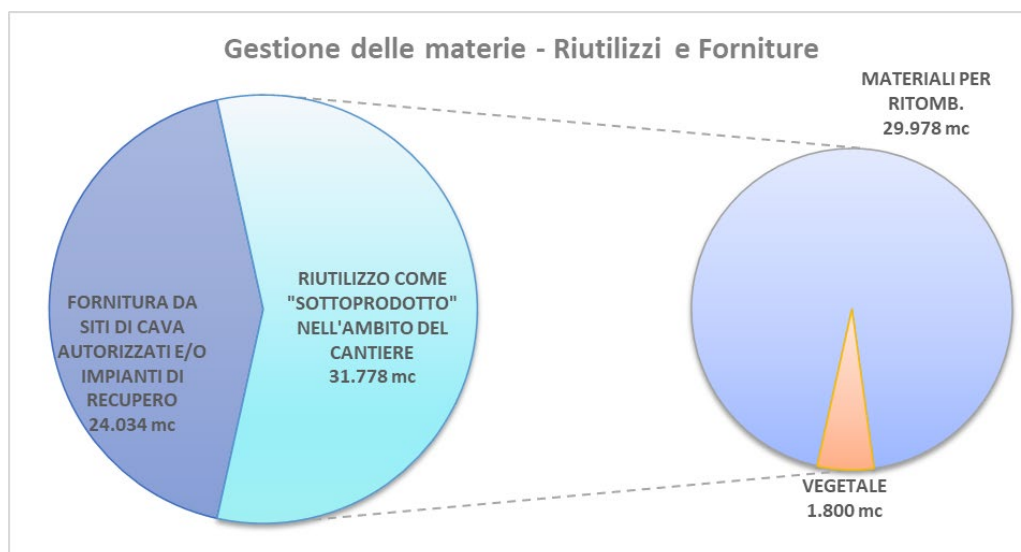 Gestione delle materie - Riutilizzi e Forniture
FORNITURA DA
SITI DI CAVA
AUTORIZZATI E/O
IMPIANTI DI
RECUPERO
24.034 mc
RIUTILIZZO COME
"SOTTOPRODOTTO"
NELL'AMBITO DEL
CANTIERE
31.778 mc
MATERIALI PER
RITOMB.
29.978 mc
VEGETALE
1.800 mc